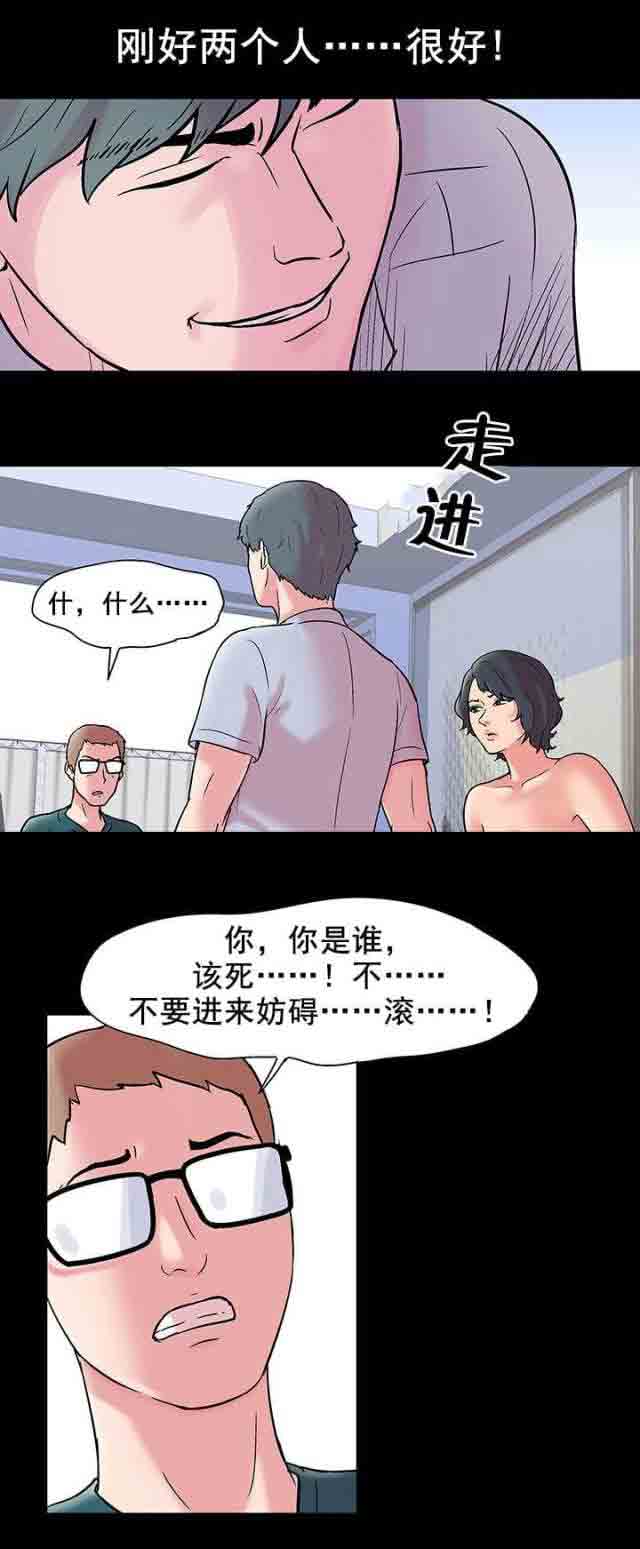 刚好两个人……很好!
走
进
什，什么……
你，你是谁，
该死……！不……
不要进来妨碍……滚……！